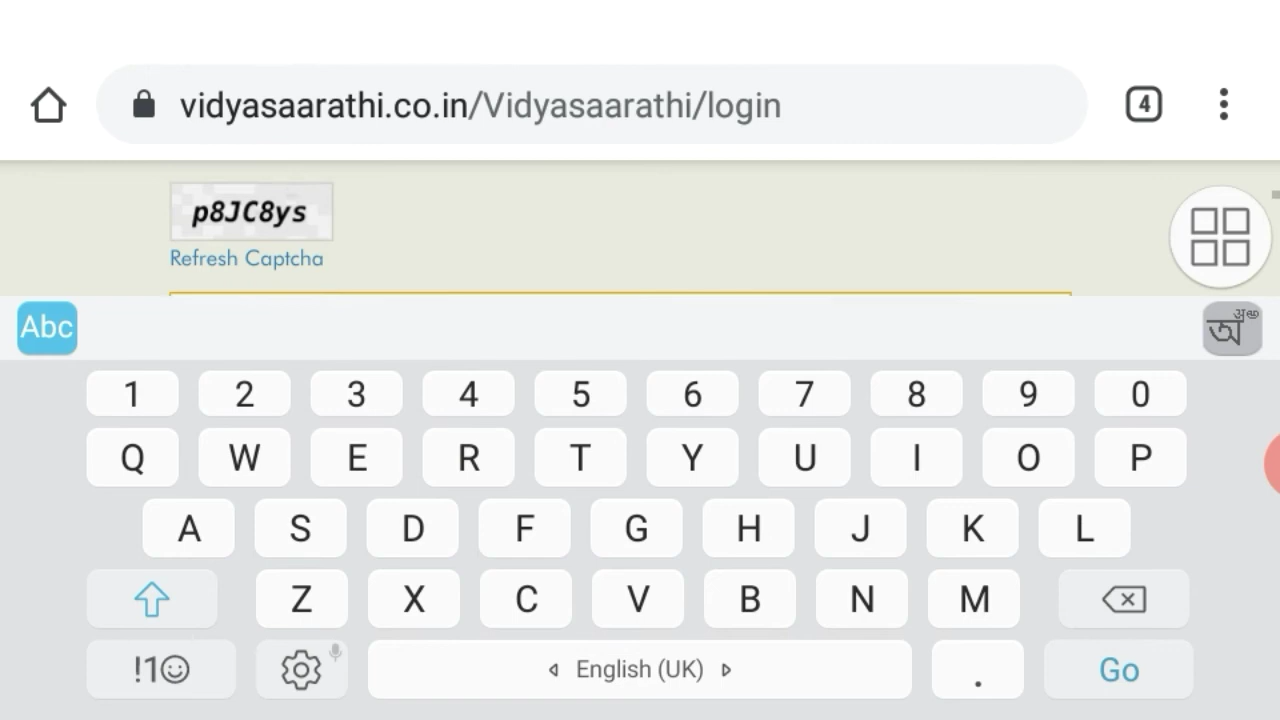 vidyasaarathi.co.in/Vidyasaarathi/login
4
p8JC8ys
Refresh Captcha
Abc
अ
1 2 3 4 5 6 7 8 9 0
Q W E R T Y U I O P
A S D F G H J K L
Z X C V B N M
!1☺ English (UK) . Go